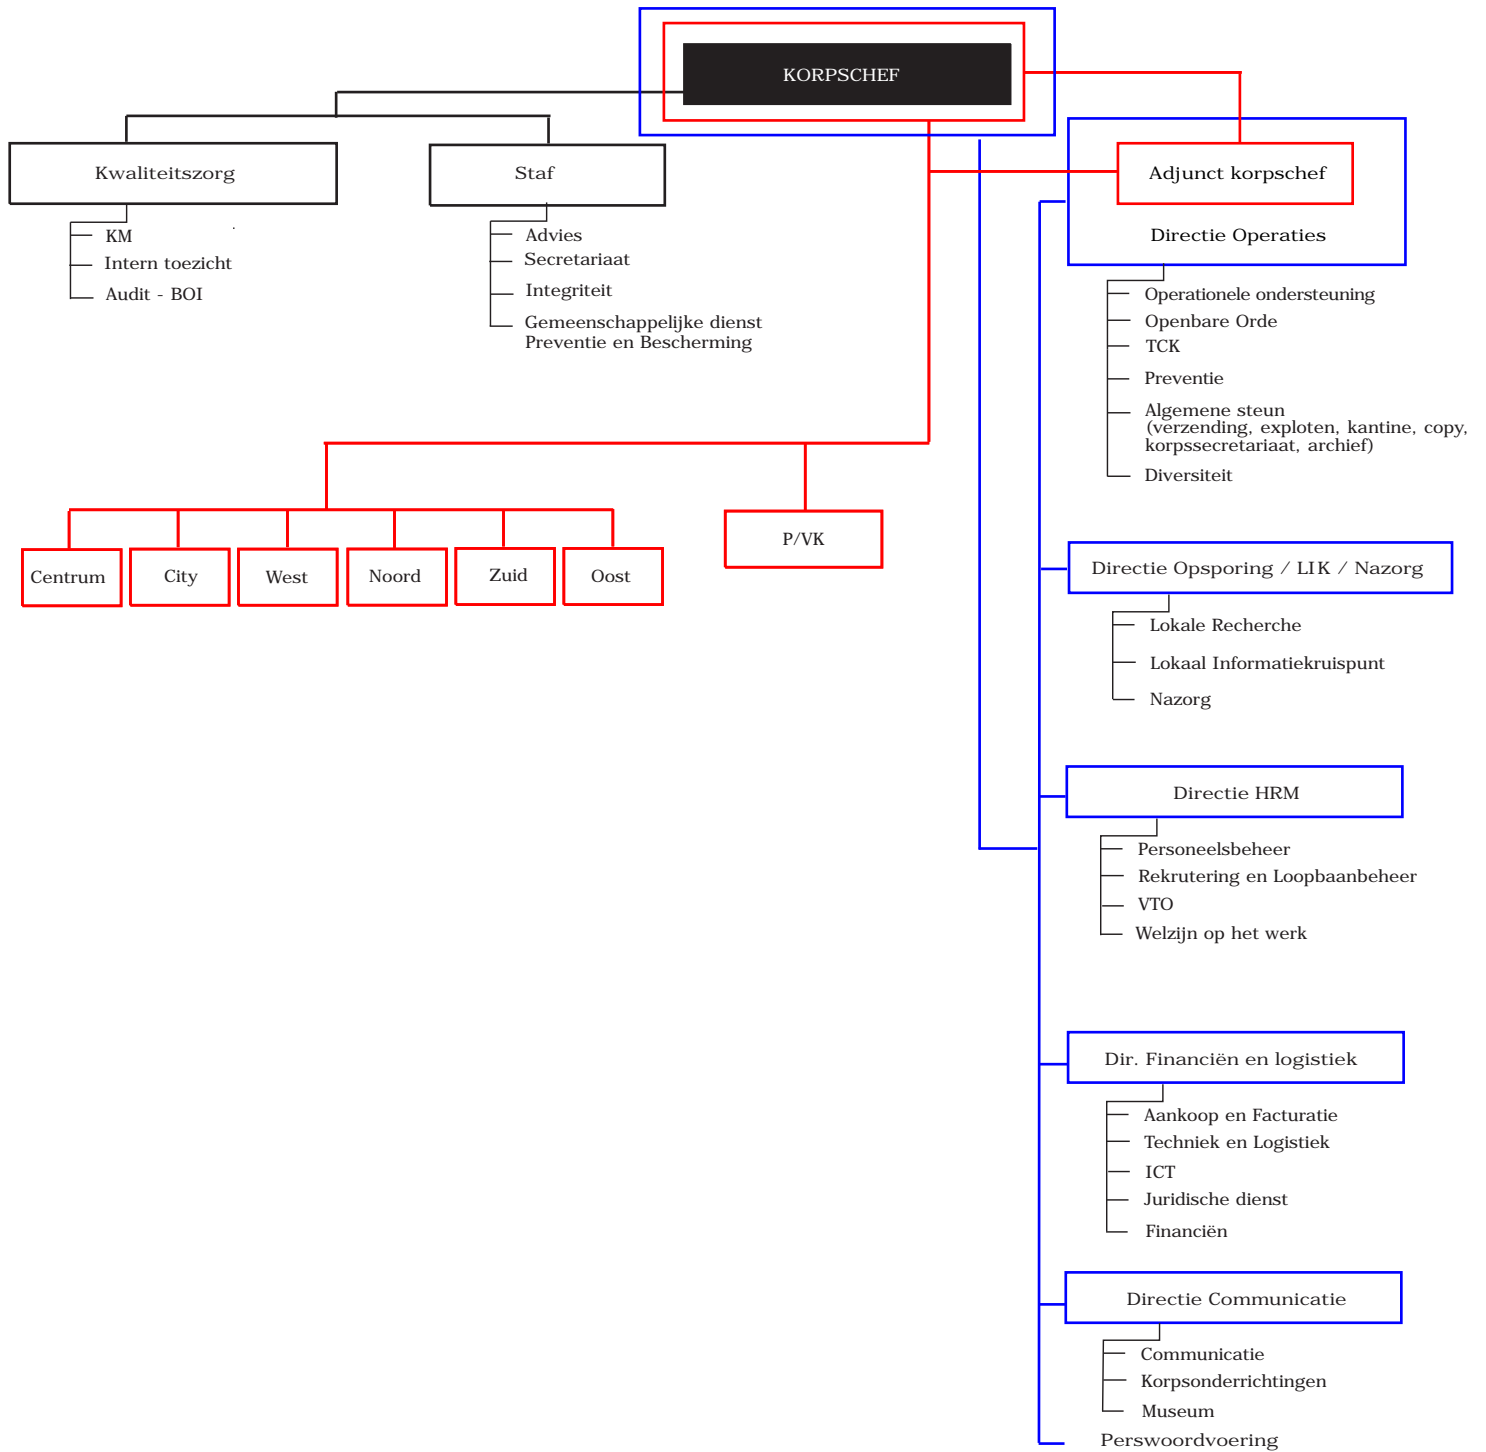 KORPSCHEF
Kwaliteitszorg
KM
Intern toezicht
Audit - BOI
Staf
Advies
Secretariaat
Integriteit
Gemeenschappelijke dienst
Preventie en Bescherming
Adjunct korpschef
Directie Operaties
Operationele ondersteuning
Openbare Orde
TCK
Preventie
Algemene steun
(verzending, exploten, kantine, copy,
korpssecretariaat, archief)
Diversiteit
Centrum
City
West
Noord
Zuid
Oost
P/VK
Directie Opsporing / LIK / Nazorg
Lokale Recherche
Lokaal Informatiekruispunt
Nazorg
Directie HRM
Personeelsbeheer
Rekrutering en Loopbaanbeheer
VTO
Welzijn op het werk
Dir. Financiën en logistiek
Aankoop en Facturatie
Techniek en Logistiek
ICT
Juridische dienst
Financiën
Directie Communicatie
Communicatie
Korpsonderrichtingen
Museum
Perswoordvoering